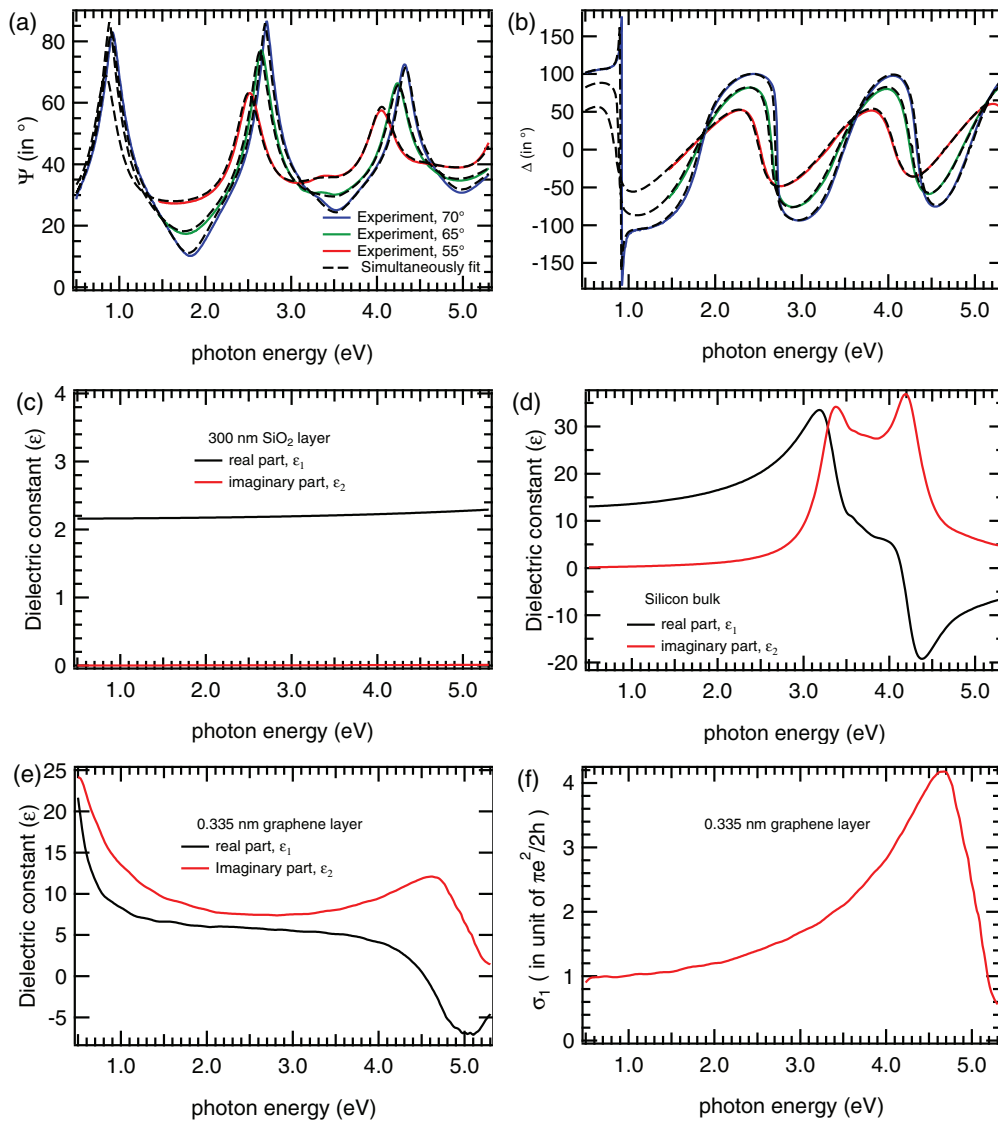 (a)
80
60
40
20
0
Ψ (in °)
Experiment, 70°
Experiment, 65°
Experiment, 55°
Simultaneously fit
1.0 2.0 3.0 4.0 5.0
photon energy (eV)
(b)
150
100
50
0
-50
-100
-150
Δ (in °)
1.0 2.0 3.0 4.0 5.0
photon energy (eV)
(c)
4
3
2
1
0
Dielectric constant (ε)
300 nm SiO2 layer
real part, ε1
imaginary part, ε2
1.0 2.0 3.0 4.0 5.0
photon energy (eV)
(d)
30
20
10
0
-10
-20
Dielectric constant (ε)
Silicon bulk
real part, ε1
imaginary part, ε2
1.0 2.0 3.0 4.0 5.0
photon energy (eV)
(e)
25
20
15
10
5
0
-5
Dielectric constant (ε)
0.335 nm graphene layer
real part, ε1
Imaginary part, ε2
1.0 2.0 3.0 4.0 5.0
photon energy (eV)
(f)
4
3
2
1
0
σ1 ( in unit of πe²/2h)
0.335 nm graphene layer
1.0 2.0 3.0 4.0 5.0
photon energy (eV)